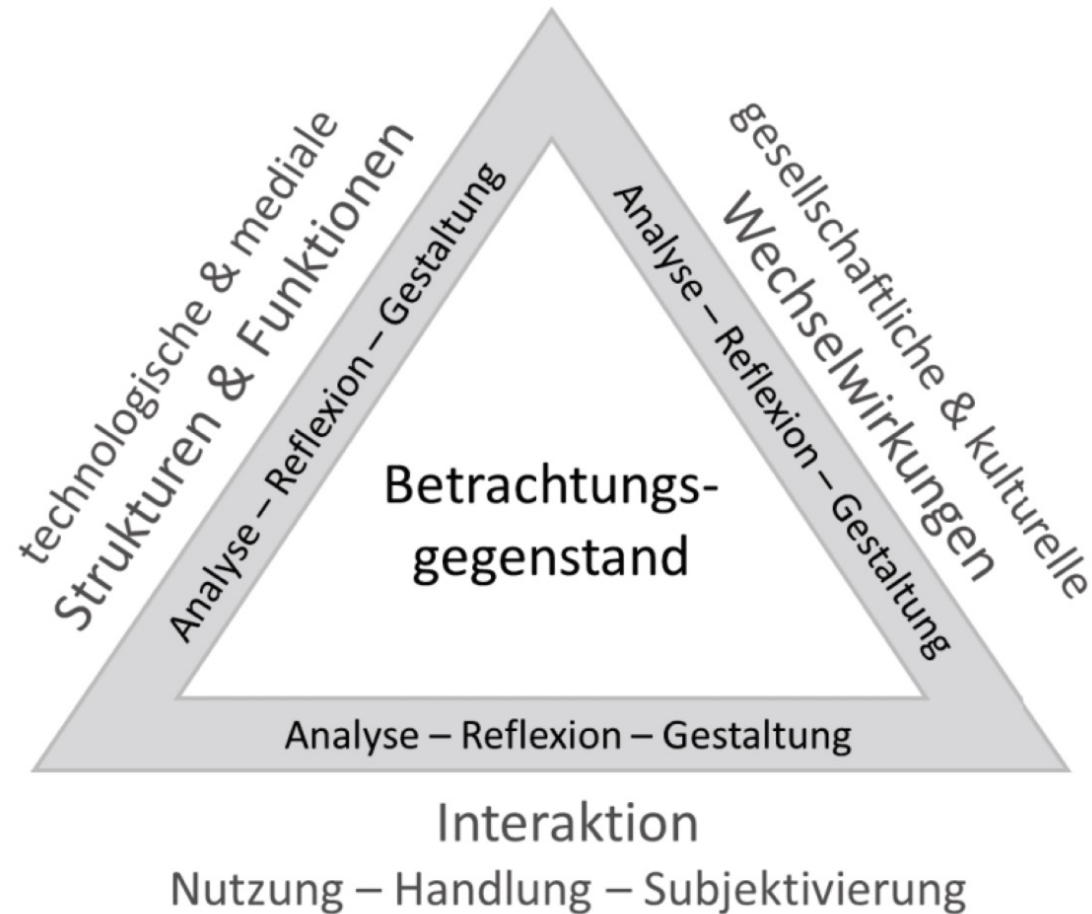 technologische & mediale
Strukturen & Funktionen
Analyse – Reflexion – Gestaltung
gesellschaftliche & kulturelle
Wechselwirkungen
Analyse – Reflexion – Gestaltung
Betrachtungs-
gegenstand
Analyse – Reflexion – Gestaltung
Interaktion
Nutzung – Handlung – Subjektivierung